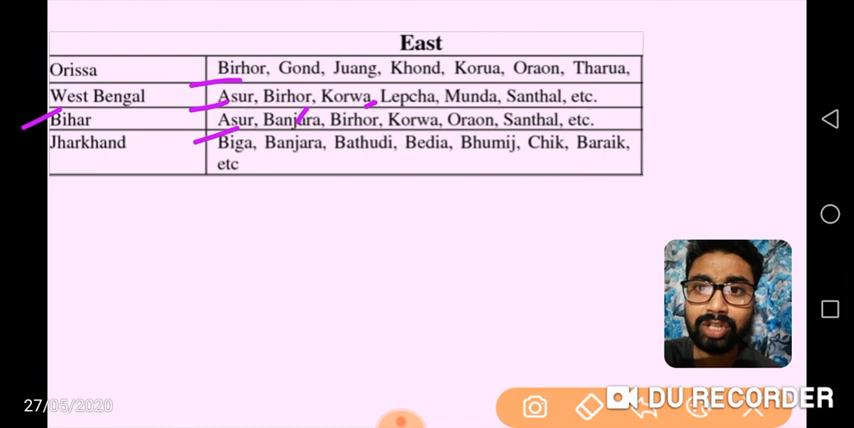 East
Orissa Birhor, Gond, Juang, Khond, Korua, Oraon, Tharua,
West Bengal Asur, Birhor, Korwa, Lepcha, Munda, Santhal, etc.
Bihar Asur, Banjara, Birhor, Korwa, Oraon, Santhal, etc.
Jharkhand Biga, Banjara, Bathudi, Bedia, Bhumij, Chik, Baraik,
etc
27/05/2020
DU RECORDER